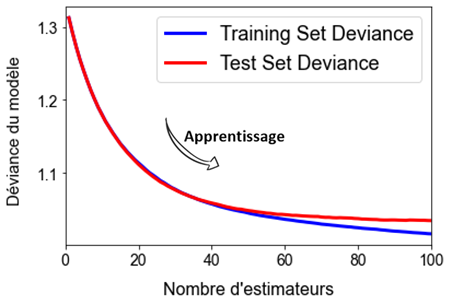 Training Set Deviance
Test Set Deviance
Apprentissage
Déviance du modèle
1.3
1.2
1.1
0 20 40 60 80 100
Nombre d'estimateurs